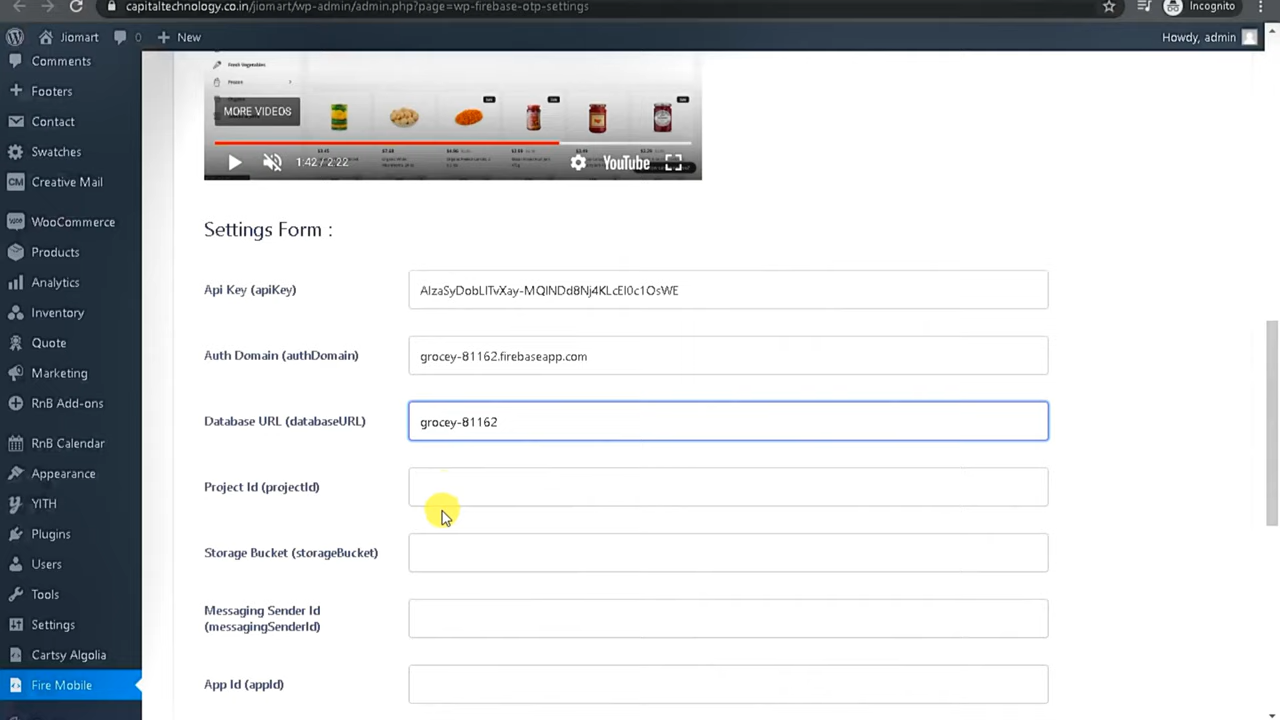 capitaltechnology.co.in/jiomart/wp-admin/admin.php?page=wp-firebase-otp-settings
Incognito
Jiomart
0
New
Howdy, admin
Comments
Footers
Contact
Swatches
Creative Mail
WooCommerce
Products
Analytics
Inventory
Quote
Marketing
RnB Add-ons
RnB Calendar
Appearance
YITH
Plugins
Users
Tools
Settings
Cartsy Algolia
Fire Mobile
Fresh Vegetables
Frozen
MORE VIDEOS
1:42 / 2:22
YouTube
Settings Form :
Api Key (apiKey)
AIzaSyDobLITvXay-MQINDd8Nj4KLcEI0c1OsWE
Auth Domain (authDomain)
grocey-81162.firebaseapp.com
Database URL (databaseURL)
grocey-81162
Project Id (projectId)
Storage Bucket (storageBucket)
Messaging Sender Id
(messagingSenderId)
App Id (appId)